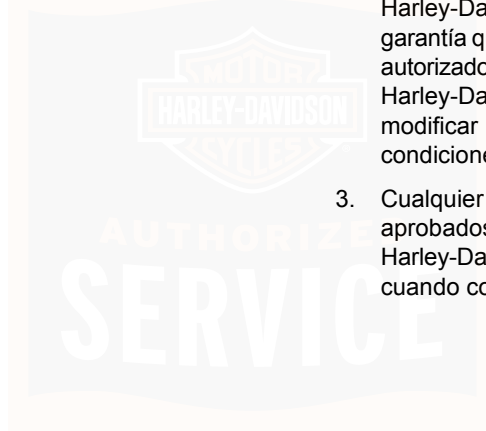 Harley-Da
garantía q
autorizado
Harley-Da
modificar
condicione
3. Cualquier
aprobados
Harley-Da
cuando co
MOTOR
HARLEY-DAVIDSON
CYCLES
AUTHORIZE
SERVICE